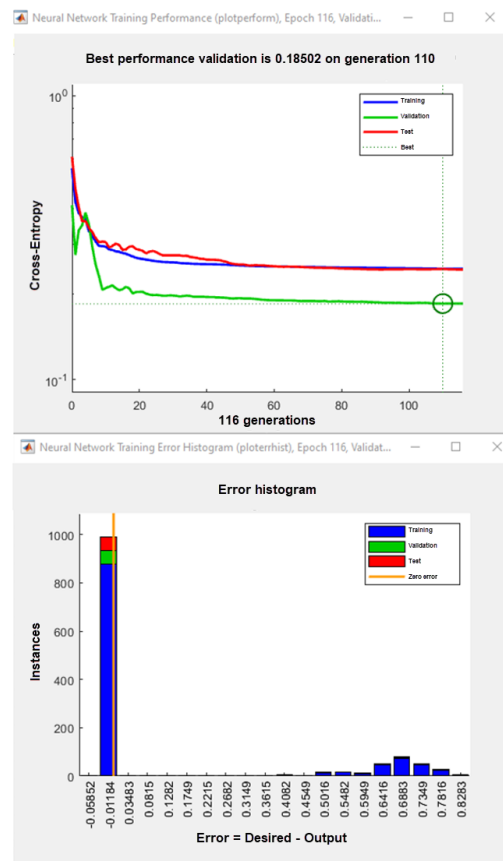 Neural Network Training Performance (plotperform), Epoch 116, Validati...
Best performance validation is 0.18502 on generation 110
10^0
10^-1
Cross-Entropy
Training
Validation
Test
Best
0 20 40 60 80 100
116 generations
Neural Network Training Error Histogram (ploterrhist), Epoch 116, Validat...
Error histogram
1000
800
600
400
200
0
Instances
Training
Validation
Test
Zero error
-0.05852 -0.01184 0.03483 0.0815 0.1282 0.1749 0.2215 0.2682 0.3149 0.3615 0.4082 0.4549 0.5016 0.5482 0.5949 0.6416 0.6883 0.7349 0.7816 0.8283
Error = Desired - Output